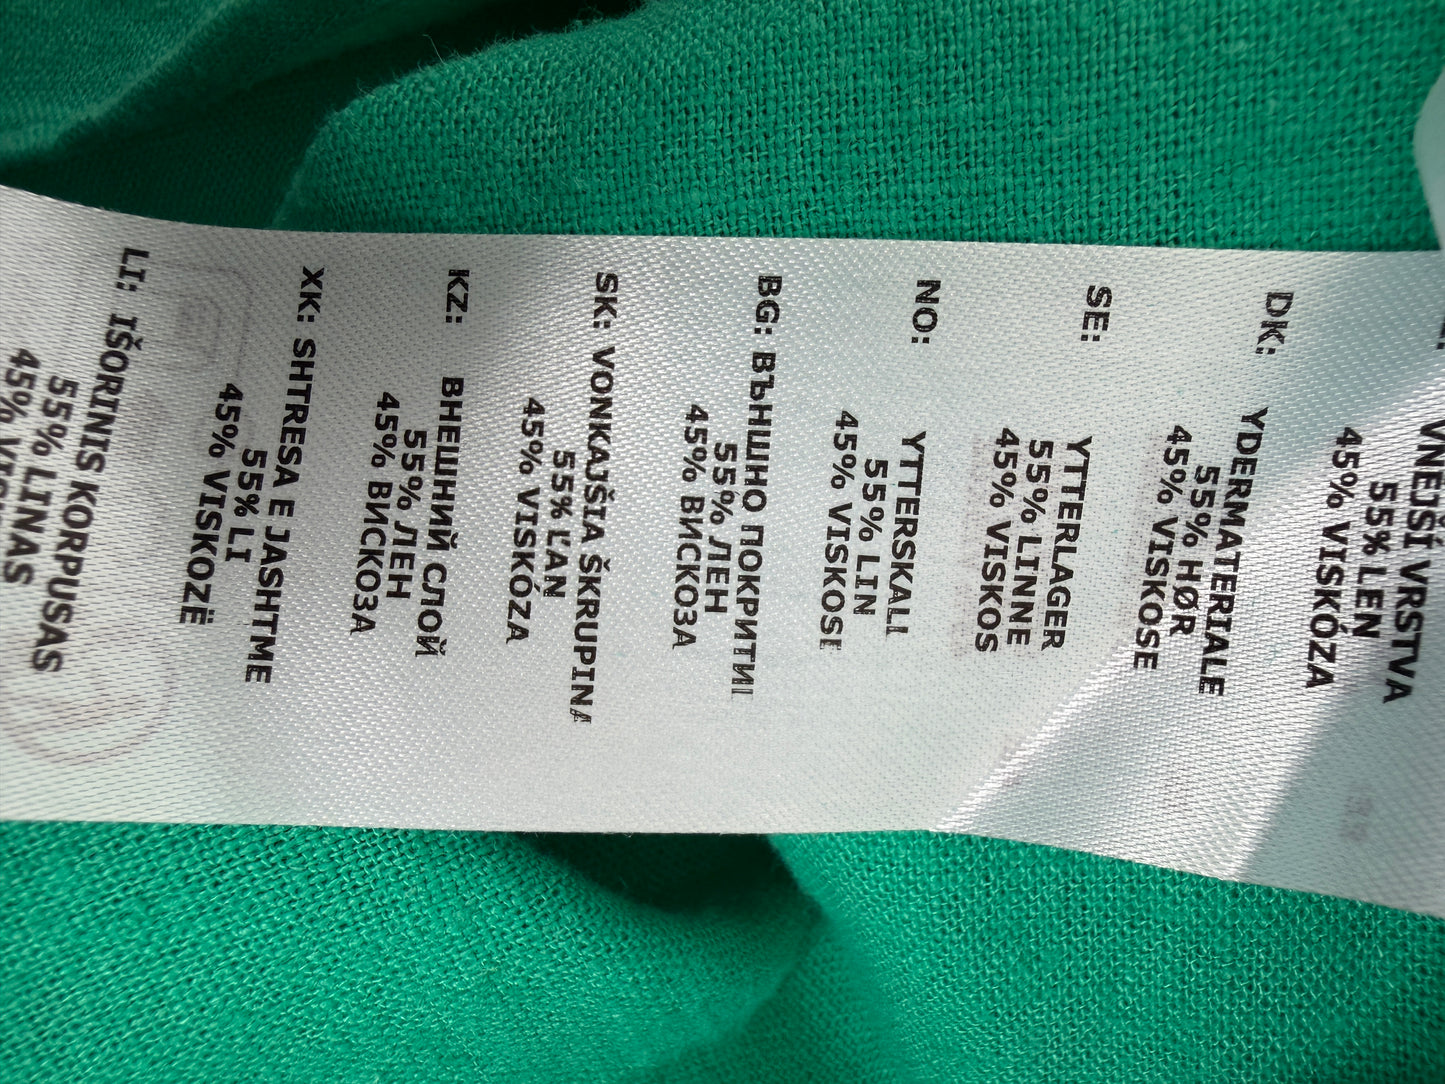 VNEJŠÍ VRSTVA
55% LEN
45% VISKÓZA
DK: YDERMATERIALE
55% HØR
45% VISKOSE
SE: YTTERLAGER
55% LINNE
45% VISKOS
NO: YTTERSKALL
55% LIN
45% VISKOSE
BG: ВЪНШНО ПОКРИТИЕ
55% ЛЕН
45% ВИСКОЗА
SK: VONKAJŠIA ŠKRUPINA
55% ĽAN
45% VISKÓZA
KZ: ВНЕШНИЙ СЛОЙ
55% ЛЕН
45% ВИСКОЗА
XK: SHTRESA E JASHTME
55% LI
45% VISKOZË
LI: IŠORINIS KORPUSAS
55% LINAS
45%